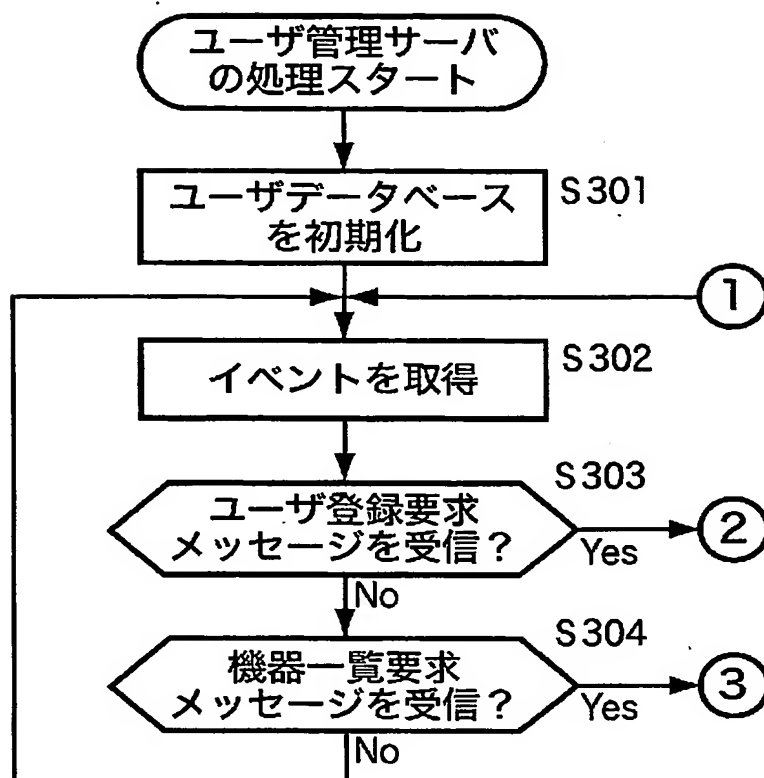 ユーザ管理サーバ
の処理スタート
ユーザデータベース
を初期化
S301
1
イベントを取得
S302
S303
ユーザ登録要求
メッセージを受信？
Yes
2
No
S304
機器一覧要求
メッセージを受信？
Yes
3
No